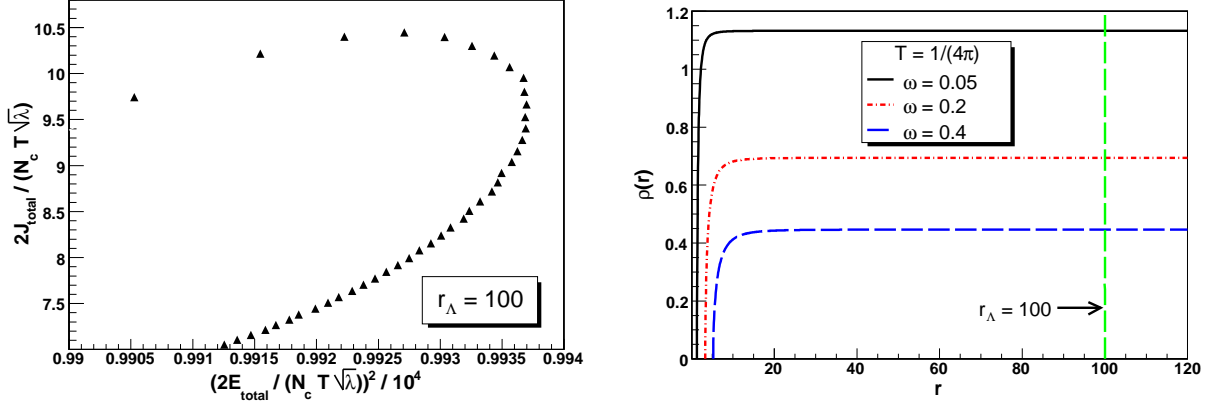 10.5
10
9.5
9
8.5
8
7.5
2J_total / (N_c T √λ)
0.99
0.9905
0.991
0.9915
0.992
0.9925
0.993
0.9935
0.994
(2E_total / (N_c T √λ))² / 10⁴
r_Λ = 100
1.2
1
0.8
0.6
0.4
0.2
0
ρ(r)
T = 1/(4π)
ω = 0.05
ω = 0.2
ω = 0.4
r_Λ = 100
20
40
60
80
100
120
r